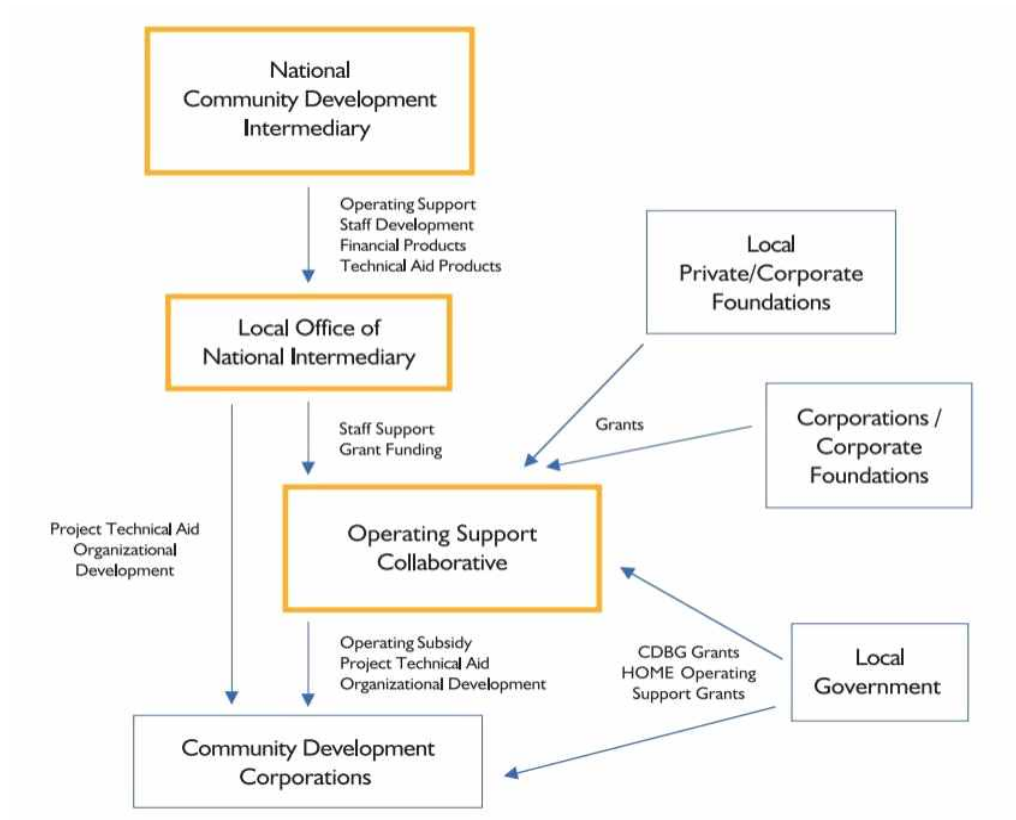 National
Community Development
Intermediary
Operating Support
Staff Development
Financial Products
Technical Aid Products
Local
Private/Corporate
Foundations
Local Office of
National Intermediary
Staff Support
Grant Funding
Grants
Corporations /
Corporate
Foundations
Project Technical Aid
Organizational
Development
Operating Support
Collaborative
Operating Subsidy
Project Technical Aid
Organizational Development
CDBG Grants
HOME Operating
Support Grants
Local
Government
Community Development
Corporations